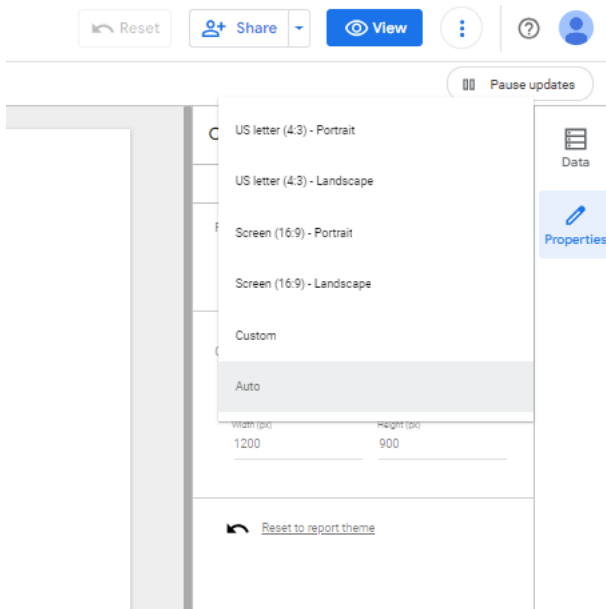 Reset
Share
View
Pause updates
US letter (4:3) - Portrait
US letter (4:3) - Landscape
Screen (16:9) - Portrait
Screen (16:9) - Landscape
Custom
Auto
Width (px) Height (px)
1200 900
Reset to report theme
Data
Properties